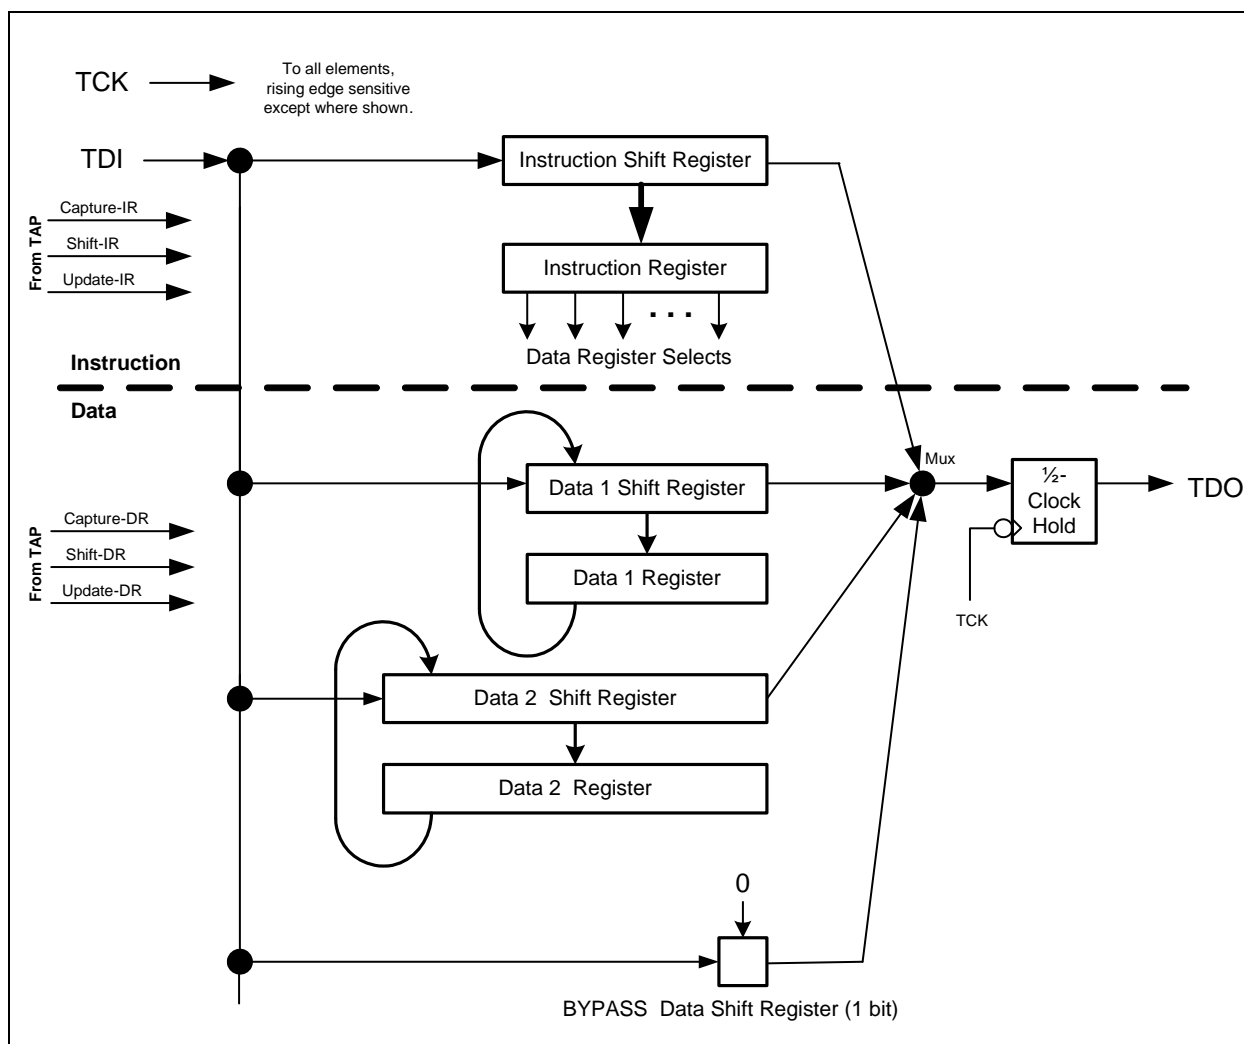 TCK
To all elements,
rising edge sensitive
except where shown.
TDI
Instruction Shift Register
From TAP
Capture-IR
Shift-IR
Update-IR
Instruction Register
. . .
Data Register Selects
Instruction
Data
Mux
Data 1 Shift Register
½-
Clock
Hold
TDO
From TAP
Capture-DR
Shift-DR
Update-DR
Data 1 Register
TCK
Data 2 Shift Register
Data 2 Register
0
BYPASS Data Shift Register (1 bit)